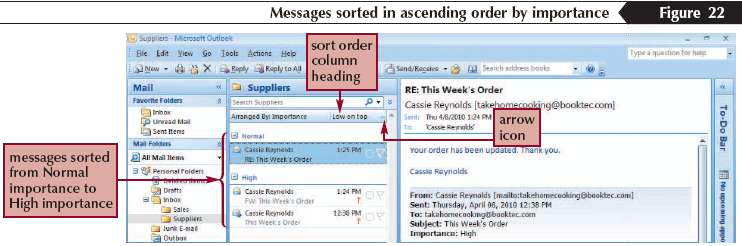 Messages sorted in ascending order by importance
Figure 22
Suppliers - Microsoft Outlook
File Edit View Go Tools Actions Help
Type a question for help
New
Reply
Reply to All
Send/Receive
Search address books
sort order column heading
Mail
Favorite Folders
Inbox
Unread Mail
Sent Items
Mail Folders
All Mail Items
Personal Folders
Deleted Items
Drafts
Inbox
Sales
Suppliers
Junk E-mail
Outbox
messages sorted
from Normal
importance to
High importance
Suppliers
Search Suppliers
Arranged By: Importance
Low on top
Normal
Cassie Reynolds 1:25 PM
RE: This Week's Order
High
Cassie Reynolds 1:24 PM
FW: This Week's Order
Cassie Reynolds 12:38 PM
This Week's Order
RE: This Week's Order
Cassie Reynolds [takehomecooking@booktec.com]
Sent: Thu 4/8/2010 1:24 PM
To: 'Cassie Reynolds'
arrow
icon
Your order has been updated. Thank you.
Cassie Reynolds
From: Cassie Reynolds [mailto:takehomecooking@booktec.com]
Sent: Thursday, April 08, 2010 12:38 PM
To: takehomecooking@booktec.com
Subject: This Week's Order
Importance: High
To-Do Bar
No upcoming appoi